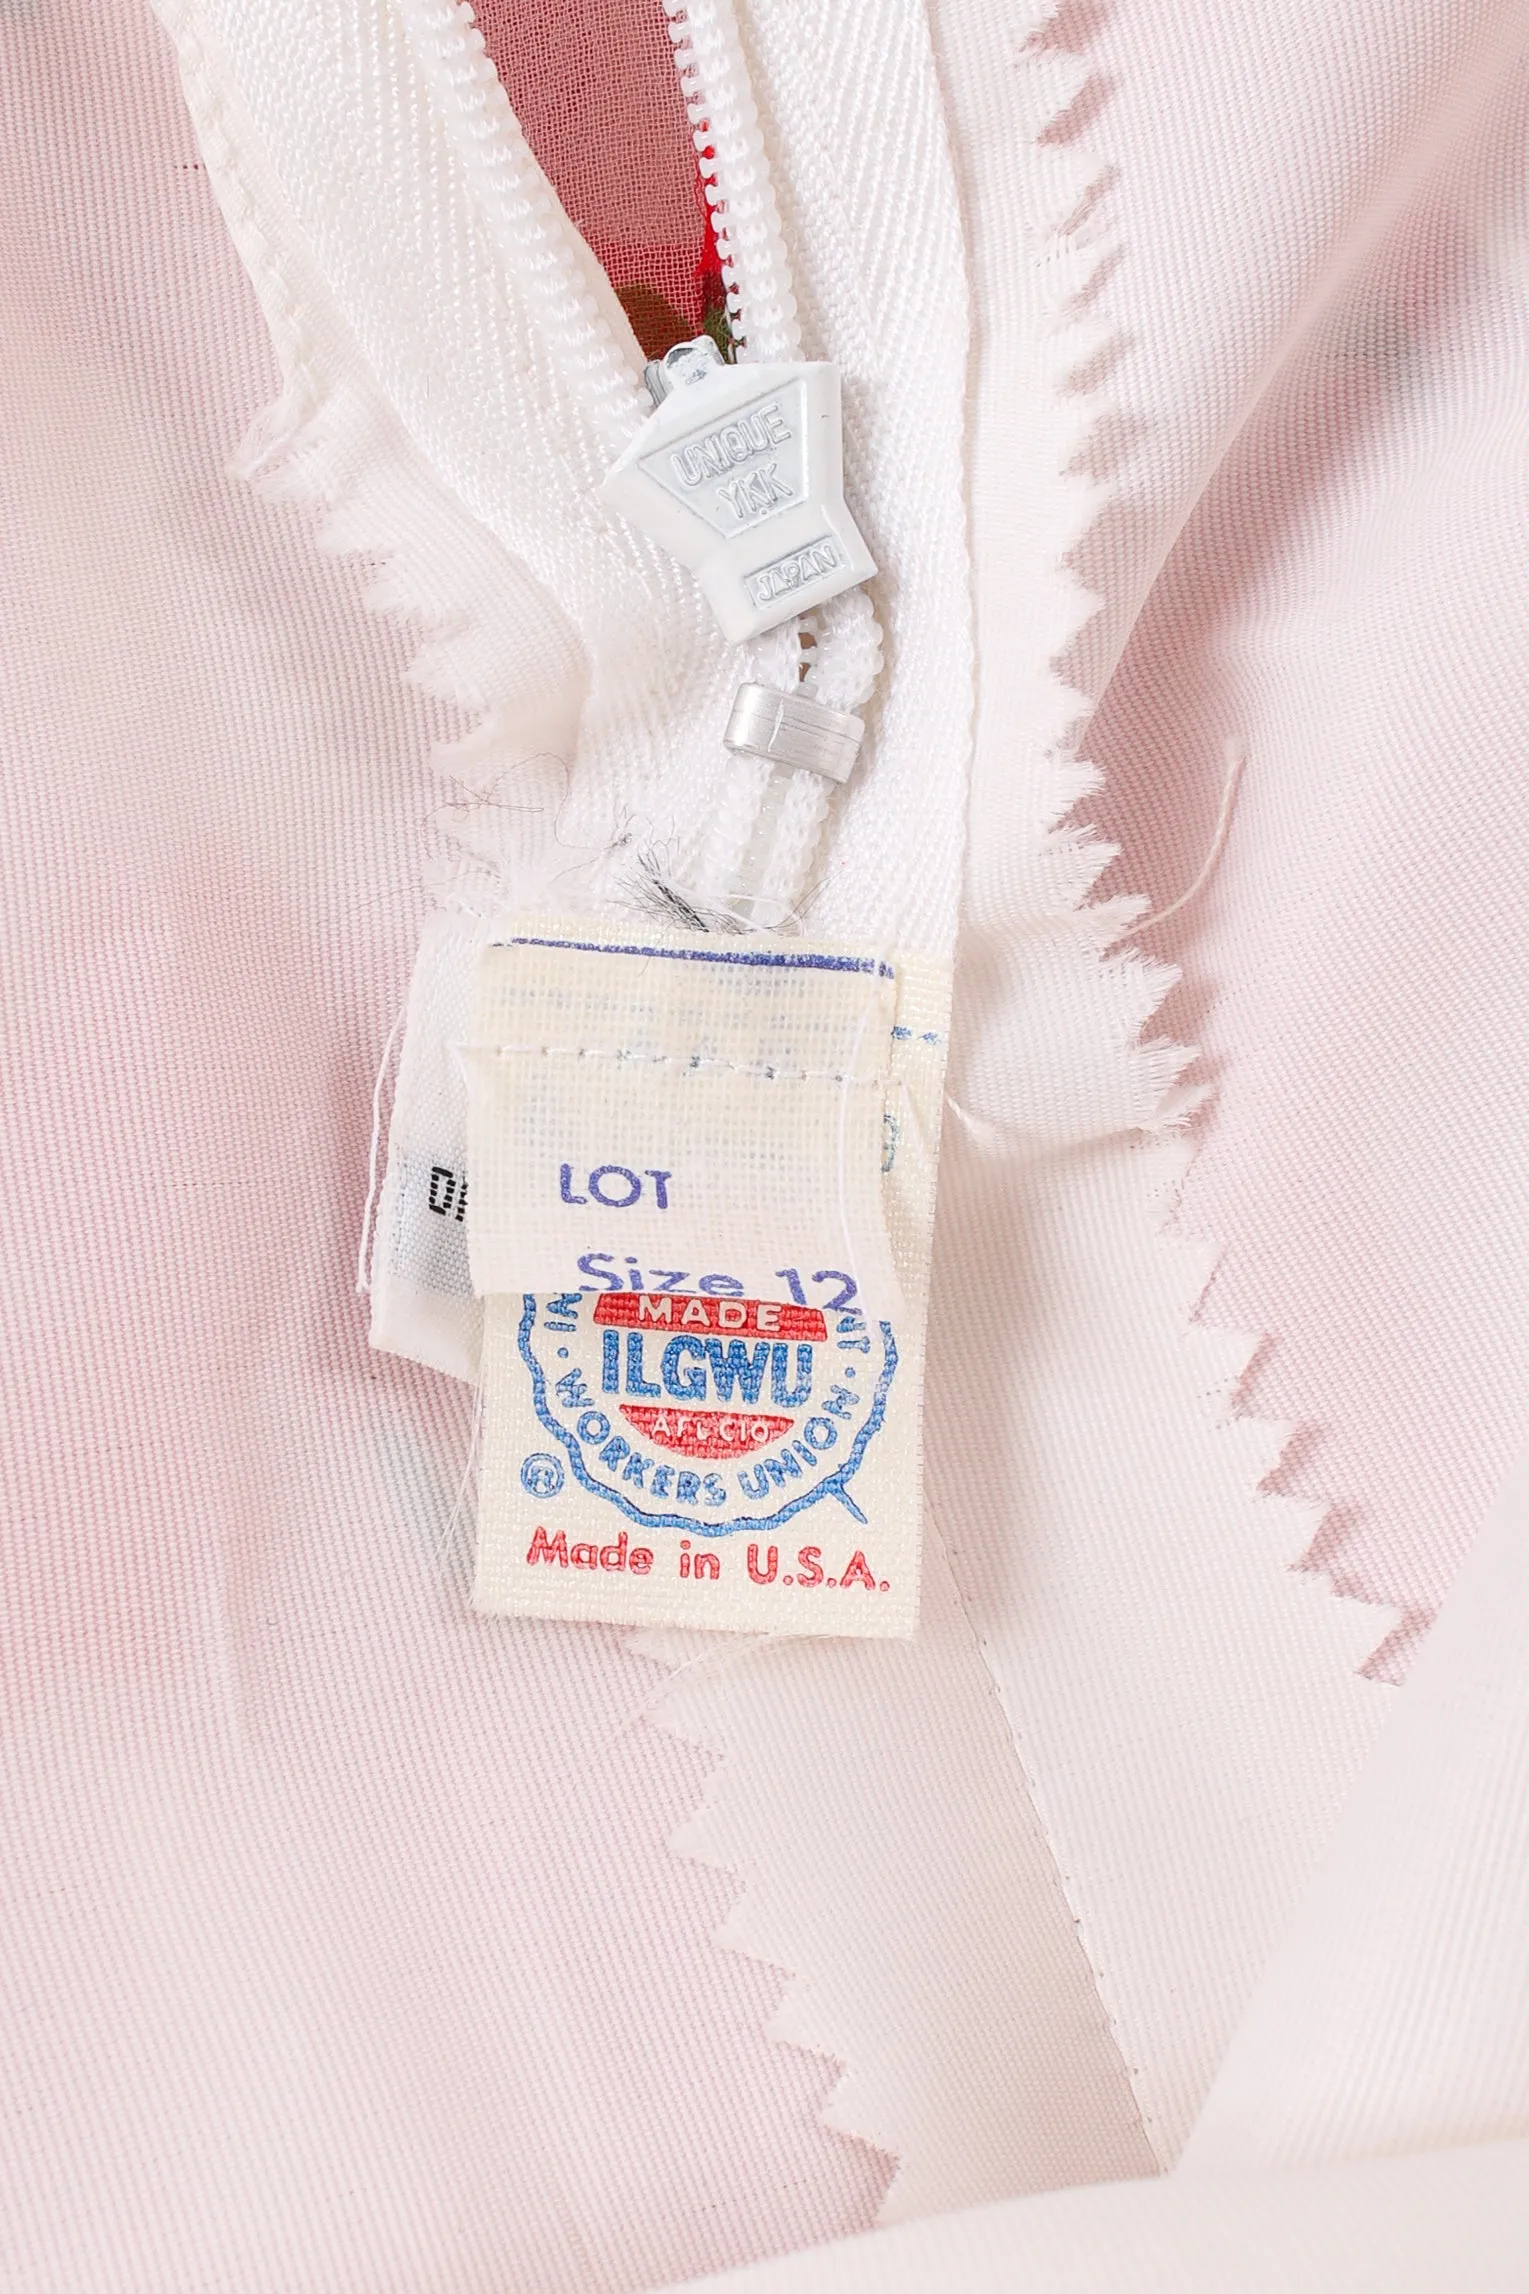 UNIQUE
YKK
JAPAN
LOT
Size 12
MADE
ILGWU
AFL-CIO
WORKERS UNION
®
Made in U.S.A.